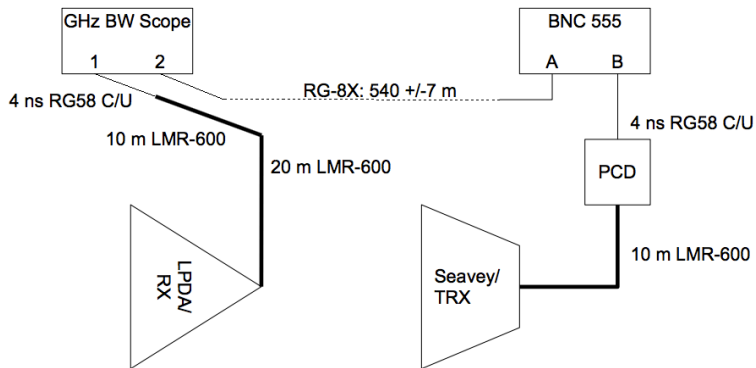 GHz BW Scope
1 2
BNC 555
A B
RG-8X: 540 +/-7 m
4 ns RG58 C/U
10 m LMR-600
20 m LMR-600
4 ns RG58 C/U
PCD
10 m LMR-600
LPDA/
RX
Seavey/
TRX